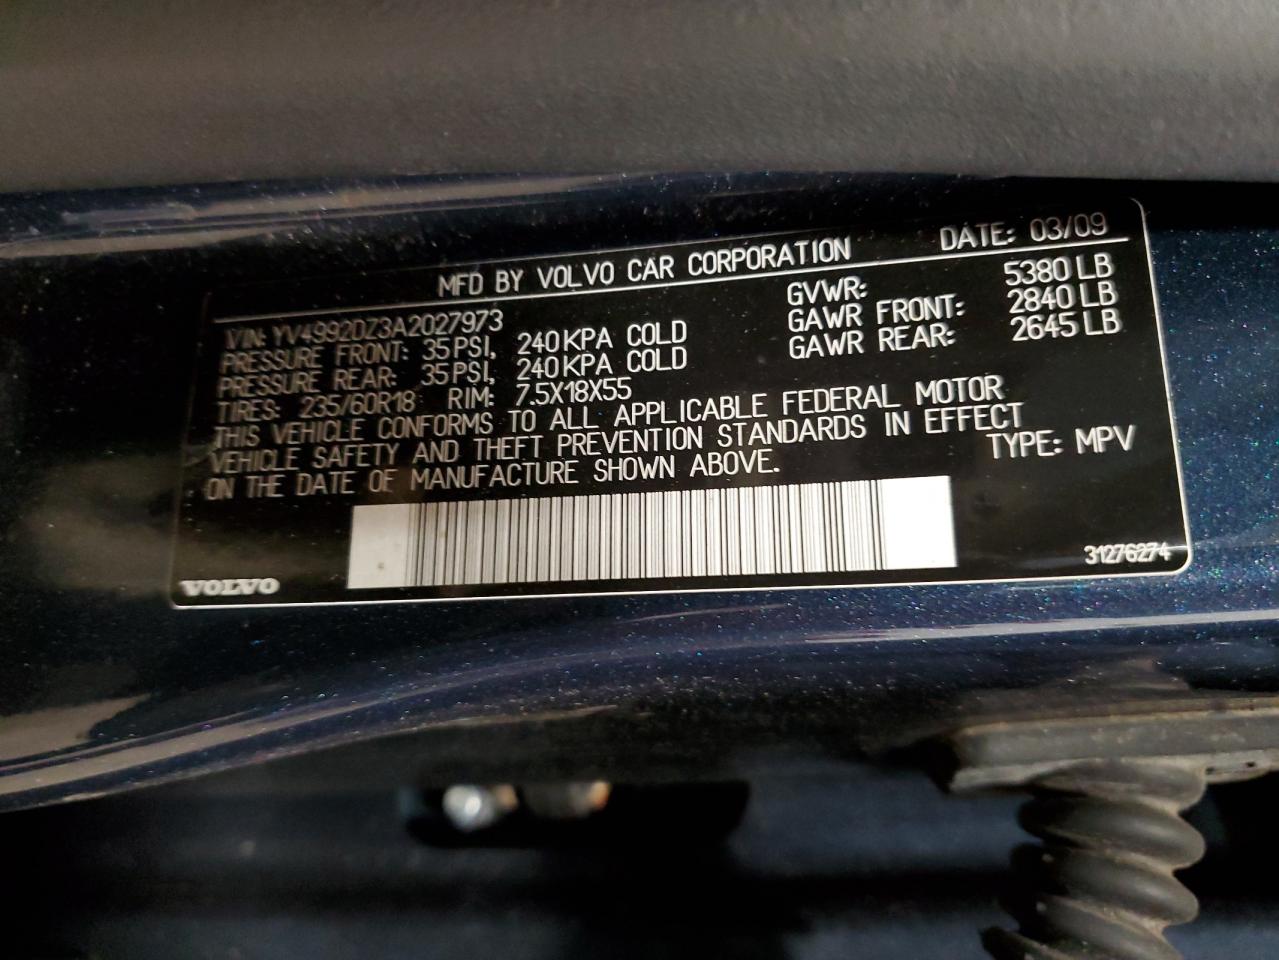 MFD BY VOLVO CAR CORPORATION DATE: 03/09
VIN: YV4992DZ3A2027973 GVWR: 5380 LB
PRESSURE FRONT: 35 PSI, 240 KPA COLD GAWR FRONT: 2840 LB
PRESSURE REAR: 35 PSI, 240 KPA COLD GAWR REAR: 2645 LB
TIRES: 235/60R18 RIM: 7.5X18X55
THIS VEHICLE CONFORMS TO ALL APPLICABLE FEDERAL MOTOR
VEHICLE SAFETY AND THEFT PREVENTION STANDARDS IN EFFECT
ON THE DATE OF MANUFACTURE SHOWN ABOVE. TYPE: MPV
VOLVO 31276274